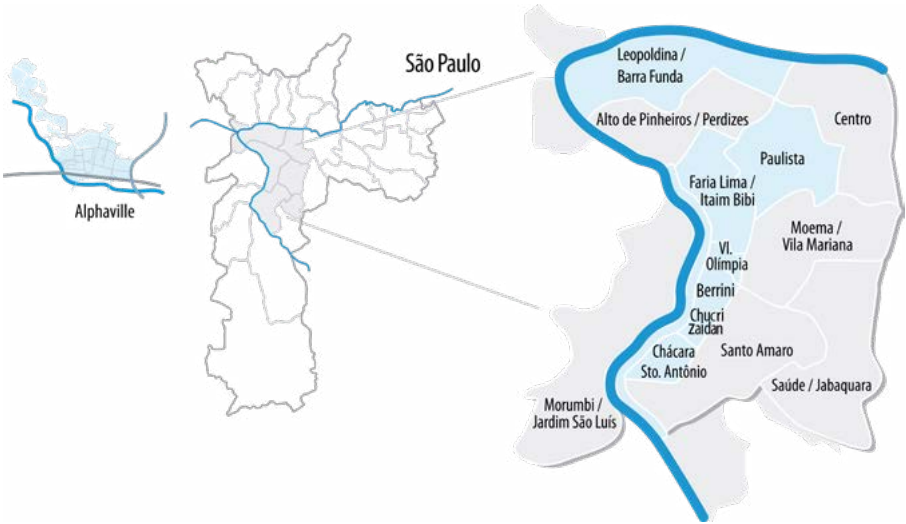 São Paulo
Alphaville
Leopoldina /
Barra Funda
Alto de Pinheiros / Perdizes
Centro
Paulista
Faria Lima /
Itaim Bibi
Moema /
Vila Mariana
Vl.
Olímpia
Berrini
Chucri
Zaidan
Chácara
Sto. Antônio
Santo Amaro
Saúde / Jabaquara
Morumbi /
Jardim São Luís